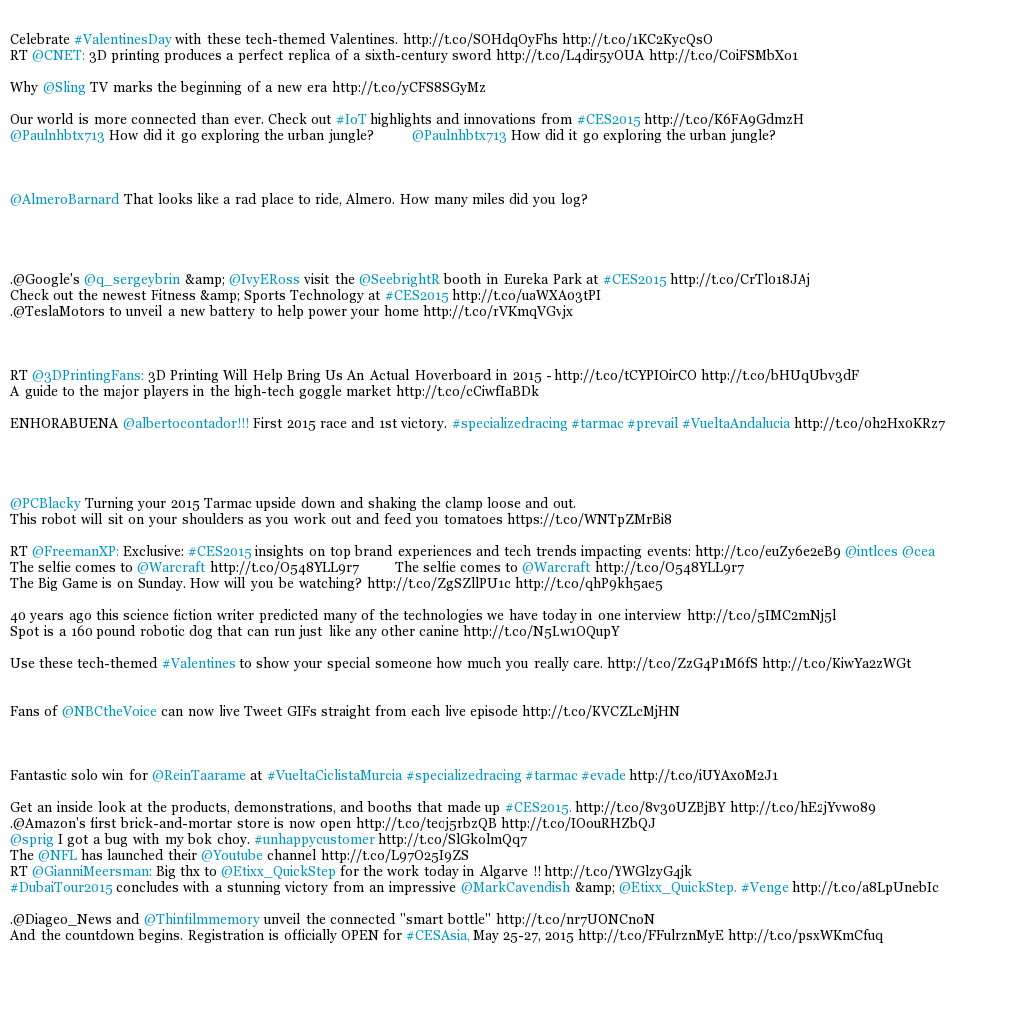 Celebrate #ValentinesDay with these tech-themed Valentines. http://t.co/SOHdqOyFhs http://t.co/1KC2KycQsO
RT @CNET: 3D printing produces a perfect replica of a sixth-century sword http://t.co/L4dir5yOUA http://t.co/CoiFSMbXo1
Why @Sling TV marks the beginning of a new era http://t.co/yCFS8SGyMz
Our world is more connected than ever. Check out #IoT highlights and innovations from #CES2015 http://t.co/K6FA9GdmzH
@Paulnhbtx713 How did it go exploring the urban jungle? @Paulnhbtx713 How did it go exploring the urban jungle?
@AlmeroBarnard That looks like a rad place to ride, Almero. How many miles did you log?
.@Google's @q_sergeybrin &amp; @IvyERoss visit the @SeebrightR booth in Eureka Park at #CES2015 http://t.co/CrTl018JAj
Check out the newest Fitness &amp; Sports Technology at #CES2015 http://t.co/uaWXAo3tPI
.@TeslaMotors to unveil a new battery to help power your home http://t.co/rVKmqVGvjx
RT @3DPrintingFans: 3D Printing Will Help Bring Us An Actual Hoverboard in 2015 - http://t.co/tCYPIOirCO http://t.co/bHUqUbv3dF
A guide to the major players in the high-tech goggle market http://t.co/cCiwfIaBDk
ENHORABUENA @albertocontador!!! First 2015 race and 1st victory. #specializedracing #tarmac #prevail #VueltaAndalucia http://t.co/0h2Hx0KRz7
@PCBlacky Turning your 2015 Tarmac upside down and shaking the clamp loose and out.
This robot will sit on your shoulders as you work out and feed you tomatoes https://t.co/WNTpZMrBi8
RT @FreemanXP: Exclusive: #CES2015 insights on top brand experiences and tech trends impacting events: http://t.co/euZy6e2eB9 @intlces @cea
The selfie comes to @Warcraft http://t.co/O548YLL9r7 The selfie comes to @Warcraft http://t.co/O548YLL9r7
The Big Game is on Sunday. How will you be watching? http://t.co/ZgSZllPU1c http://t.co/qhP9kh5ae5
40 years ago this science fiction writer predicted many of the technologies we have today in one interview http://t.co/5IMC2mNj5l
Spot is a 160 pound robotic dog that can run just like any other canine http://t.co/N5Lw1OQupY
Use these tech-themed #Valentines to show your special someone how much you really care. http://t.co/ZzG4P1M6fS http://t.co/KiwYa2zWGt
Fans of @NBCtheVoice can now live Tweet GIFs straight from each live episode http://t.co/KVCZLcMjHN
Fantastic solo win for @ReinTaarame at #VueltaCiclistaMurcia #specializedracing #tarmac #evade http://t.co/iUYAx0M2J1
Get an inside look at the products, demonstrations, and booths that made up #CES2015. http://t.co/8v30UZBjBY http://t.co/hE2jYvwo89
.@Amazon's first brick-and-mortar store is now open http://t.co/teoj5rbzQB http://t.co/IOouRHZbQJ
@sprig I got a bug with my bok choy. #unhappycustomer http://t.co/SlGkolmQq7
The @NFL has launched their @Youtube channel http://t.co/L97O25I9ZS
RT @GianniMeersman: Big thx to @Etixx_QuickStep for the work today in Algarve !! http://t.co/YWGlzyG4jk
#DubaiTour2015 concludes with a stunning victory from an impressive @MarkCavendish &amp; @Etixx_QuickStep. #Venge http://t.co/a8LpUnebIc
.@Diageo_News and @Thinfilmmemory unveil the connected "smart bottle" http://t.co/nr7UONCnoN
And the countdown begins. Registration is officially OPEN for #CESAsia, May 25-27, 2015 http://t.co/FFulrznMyE http://t.co/psxWKmCfuq